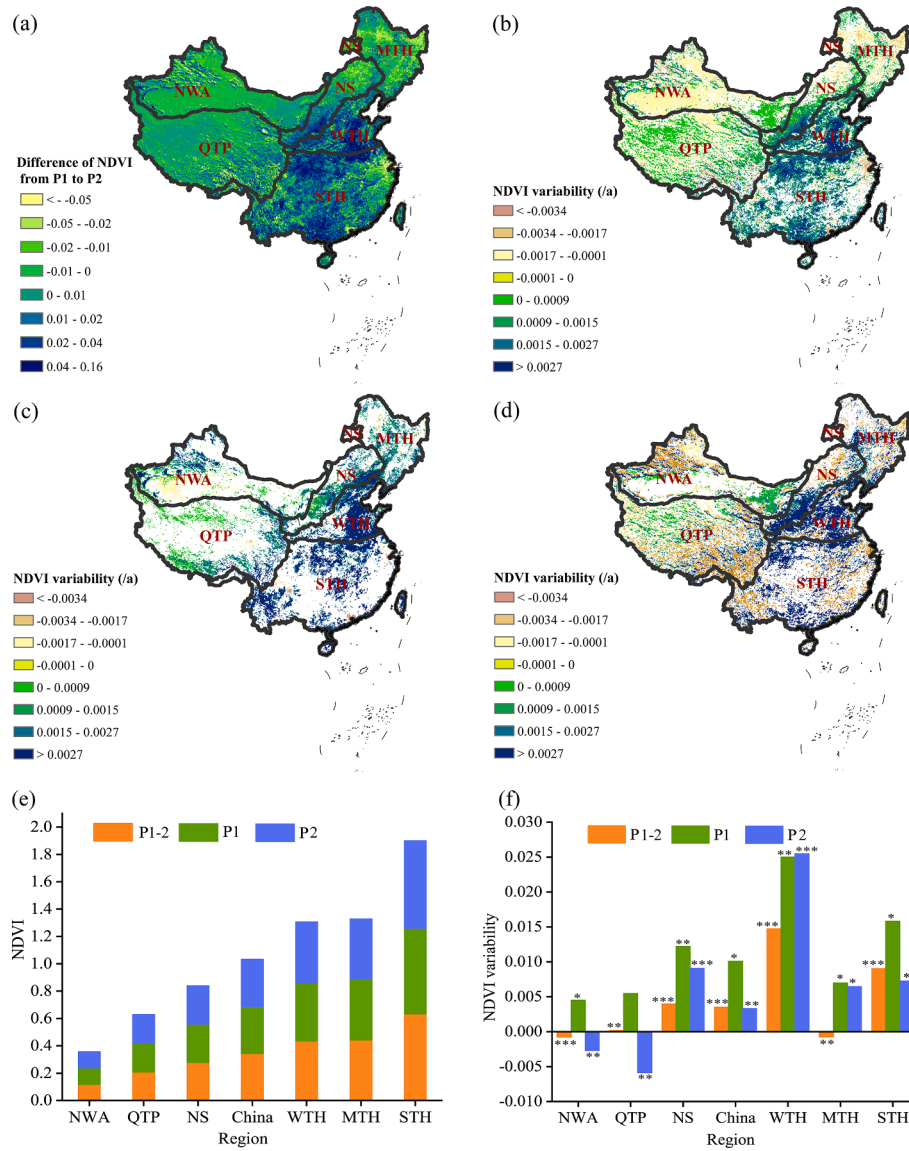 (a)
NS
MTH
NWA
NS
WTH
QTP
STH
Difference of NDVI
from P1 to P2
< - -0.05
-0.05 - -0.02
-0.02 - -0.01
-0.01 - 0
0 - 0.01
0.01 - 0.02
0.02 - 0.04
0.04 - 0.16
(b)
NS
MTH
NWA
NS
WTH
QTP
STH
NDVI variability (/a)
< -0.0034
-0.0034 - -0.0017
-0.0017 - -0.0001
-0.0001 - 0
0 - 0.0009
0.0009 - 0.0015
0.0015 - 0.0027
> 0.0027
(c)
NS
MTH
NWA
NS
WTH
QTP
STH
NDVI variability (/a)
< -0.0034
-0.0034 - -0.0017
-0.0017 - -0.0001
-0.0001 - 0
0 - 0.0009
0.0009 - 0.0015
0.0015 - 0.0027
> 0.0027
(d)
NS
MTH
NWA
NS
WTH
QTP
STH
NDVI variability (/a)
< -0.0034
-0.0034 - -0.0017
-0.0017 - -0.0001
-0.0001 - 0
0 - 0.0009
0.0009 - 0.0015
0.0015 - 0.0027
> 0.0027
(e)
P1-2 P1 P2
NDVI
2.0
1.8
1.6
1.4
1.2
1.0
0.8
0.6
0.4
0.2
0.0
NWA QTP NS China WTH MTH STH
Region
(f)
P1-2 P1 P2
NDVI variability
0.030
0.025
0.020
0.015
0.010
0.005
0.000
-0.005
-0.010
** ***
***
*
**
*** *
***
*
*** ***
** * *
*
** *** ** **
**
NWA QTP NS China WTH MTH STH
Region